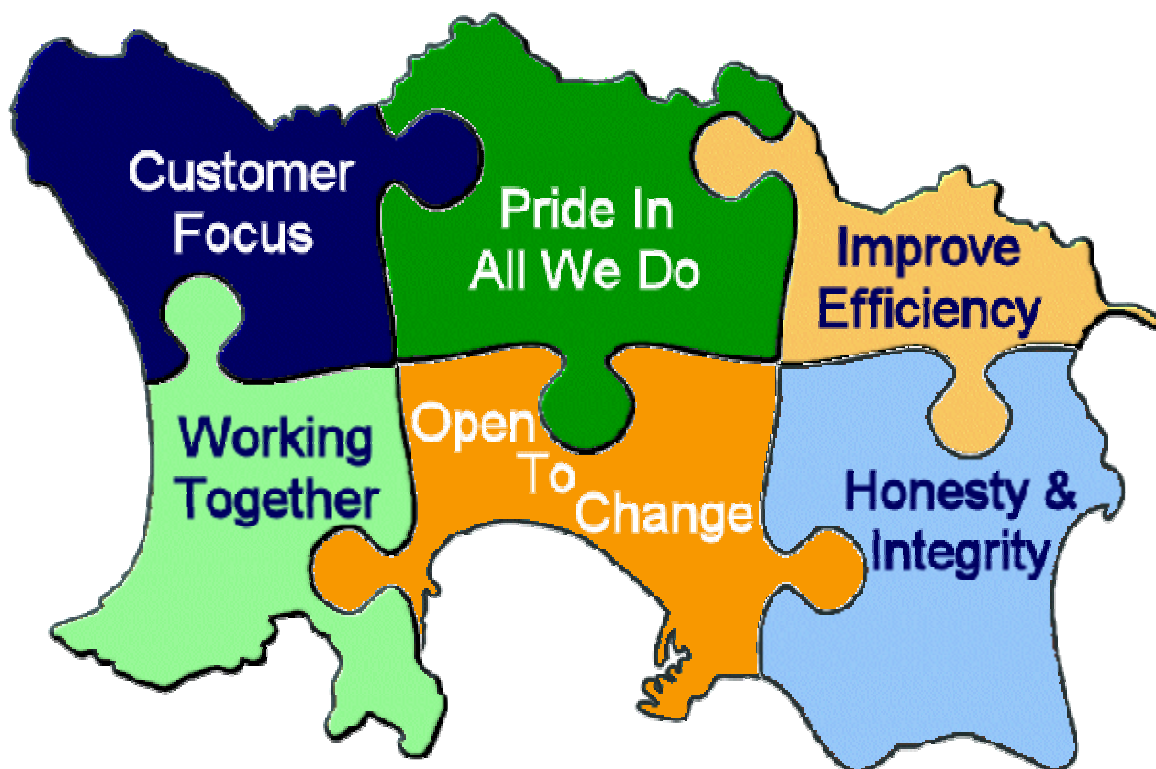 Customer
Focus
Pride In
All We Do
Improve
Efficiency
Working
Together
Open
To
Change
Honesty &
Integrity